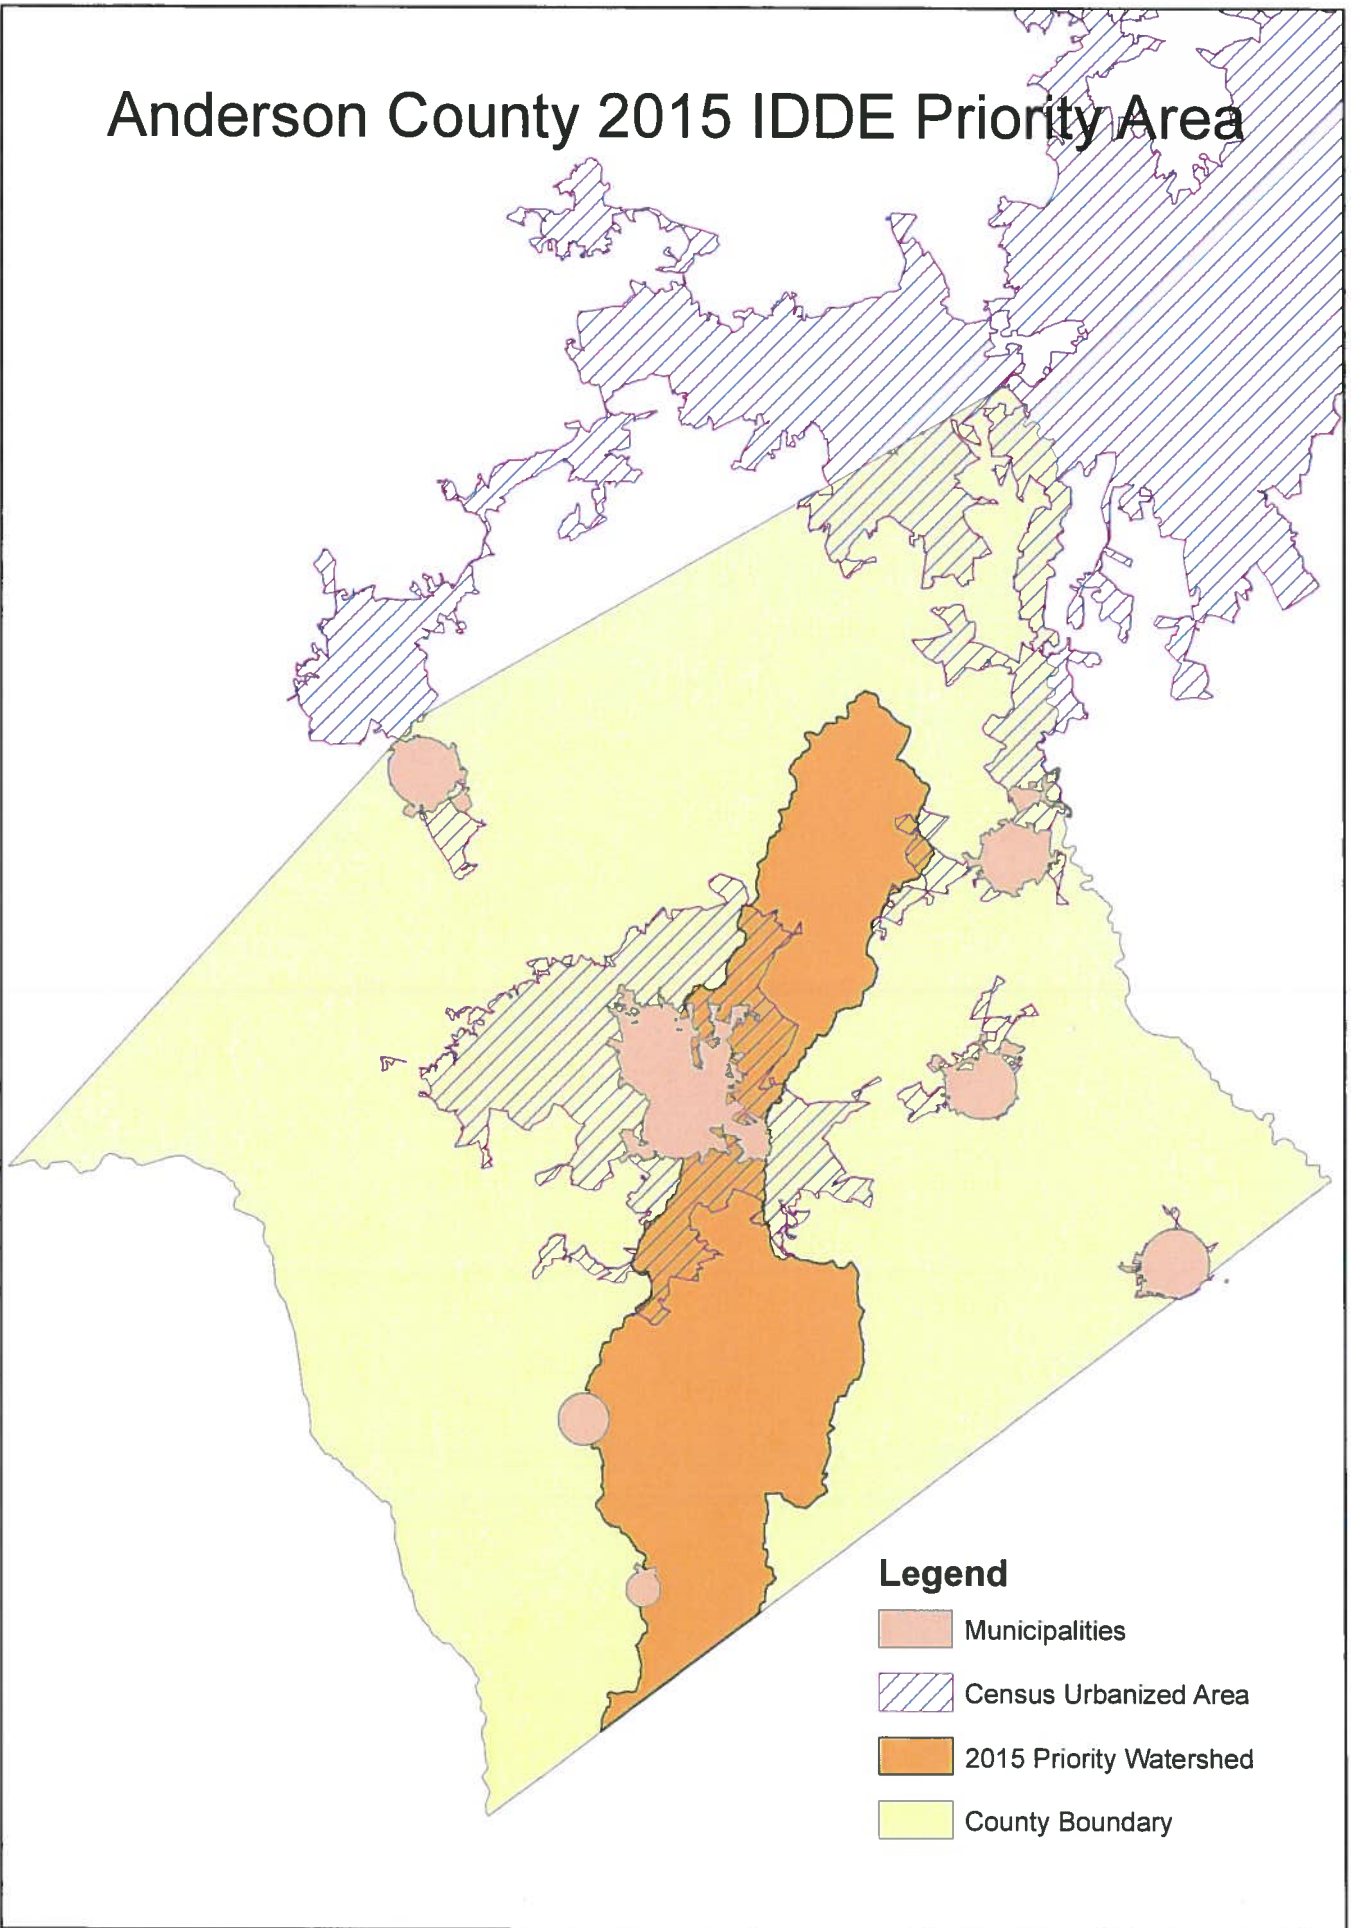 Anderson County 2015 IDDE Priority Area
Legend
Municipalities
Census Urbanized Area
2015 Priority Watershed
County Boundary